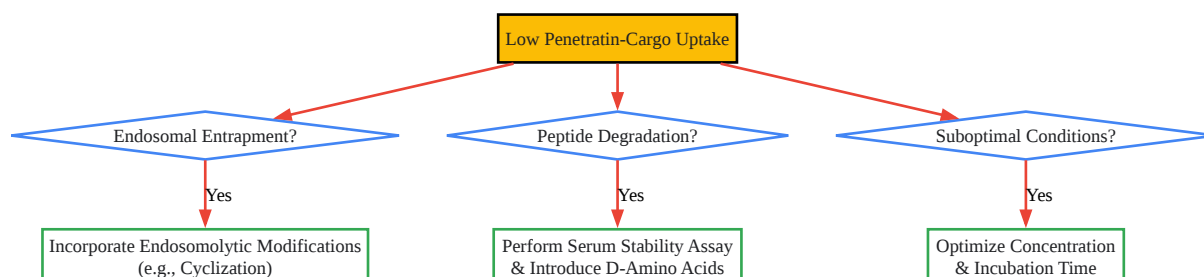 Low Penetratin-Cargo Uptake
Endosomal Entrapment?
Peptide Degradation?
Suboptimal Conditions?
Yes
Yes
Yes
Incorporate Endosomolytic Modifications
(e.g., Cyclization)
Perform Serum Stability Assay
& Introduce D-Amino Acids
Optimize Concentration
& Incubation Time